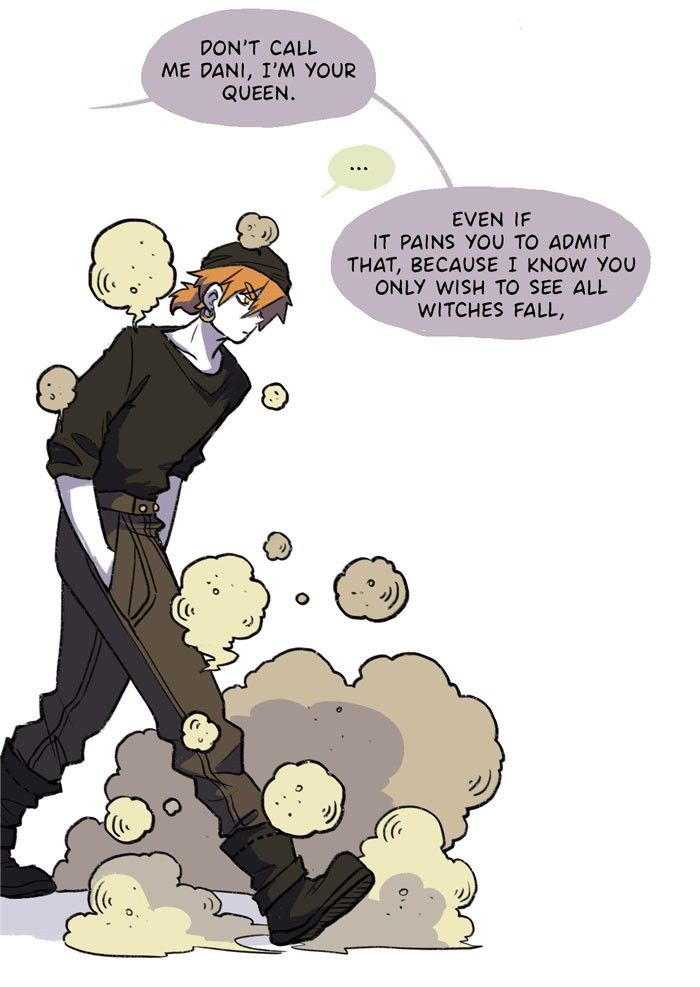 DON'T CALL
ME DANI, I'M YOUR
QUEEN.
...
EVEN IF
IT PAINS YOU TO ADMIT
THAT, BECAUSE I KNOW YOU
ONLY WISH TO SEE ALL
WITCHES FALL,